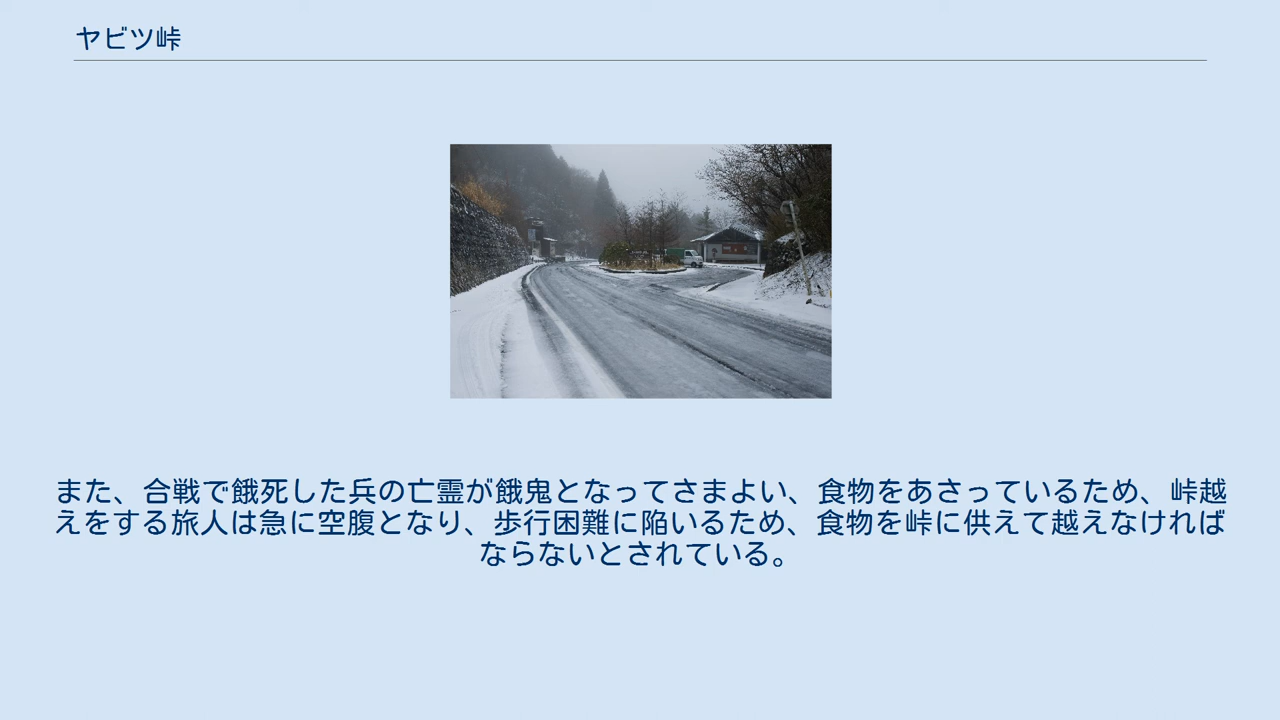 ヤビツ峠
また、合戦で餓死した兵の亡霊が餓鬼となってさまよい、食物をあさっているため、峠越
えをする旅人は急に空腹となり、歩行困難に陥いるため、食物を峠に供えて越えなければ
ならないとされている。